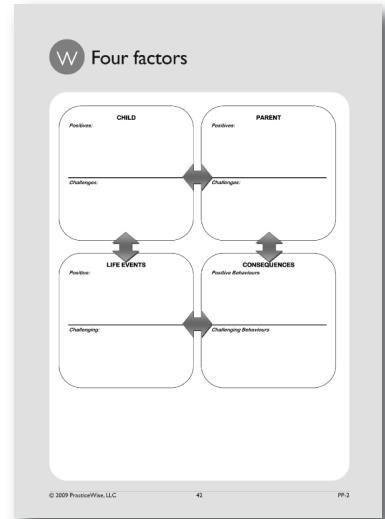 W Four factors
CHILD
Positives:
Challenges:
PARENT
Positives:
Challenges:
LIFE EVENTS
Positive:
Challenging:
CONSEQUENCES
Positive Behaviours
Challenging Behaviours
© 2009 PracticeWise, LLC 42 PP-2